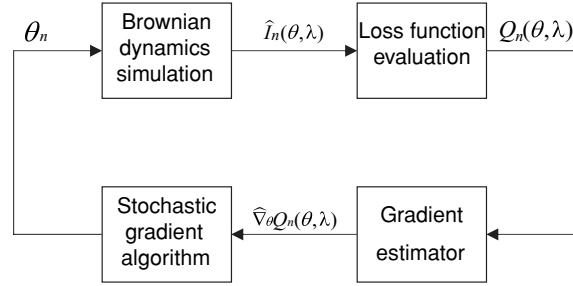 θn
Brownian
dynamics
simulation
În(θ,λ)
Loss function
evaluation
Qn(θ,λ)
Stochastic
gradient
algorithm
∇̂θQn(θ,λ)
Gradient
estimator